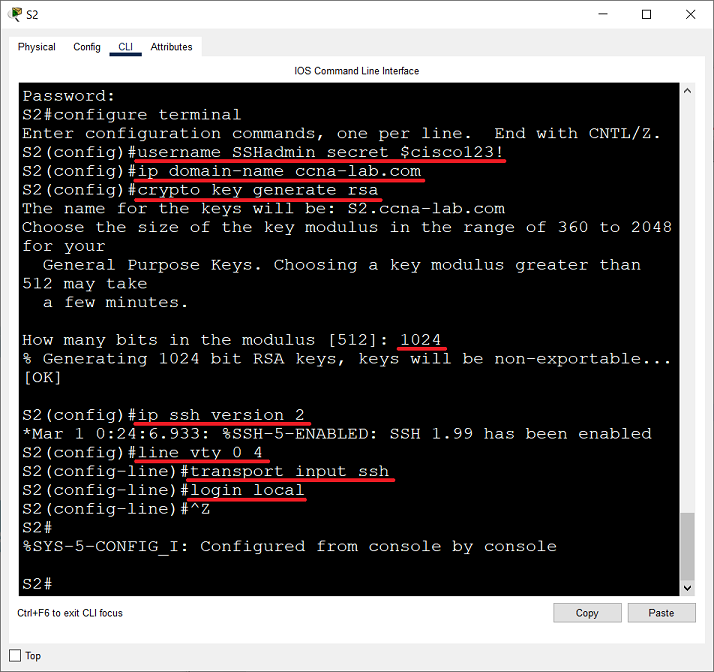 S2
Physical Config CLI Attributes
IOS Command Line Interface
Password:
S2#configure terminal
Enter configuration commands, one per line.  End with CNTL/Z.
S2(config)#username SSHadmin secret $cisco123!
S2(config)#ip domain-name ccna-lab.com
S2(config)#crypto key generate rsa
The name for the keys will be: S2.ccna-lab.com
Choose the size of the key modulus in the range of 360 to 2048
for your
  General Purpose Keys. Choosing a key modulus greater than
512 may take
  a few minutes.
How many bits in the modulus [512]: 1024
% Generating 1024 bit RSA keys, keys will be non-exportable...
[OK]
S2(config)#ip ssh version 2
*Mar 1 0:24:6.933: %SSH-5-ENABLED: SSH 1.99 has been enabled
S2(config)#line vty 0 4
S2(config-line)#transport input ssh
S2(config-line)#login local
S2(config-line)#^Z
S2#
%SYS-5-CONFIG_I: Configured from console by console
S2#
Ctrl+F6 to exit CLI focus
Copy Paste
Top